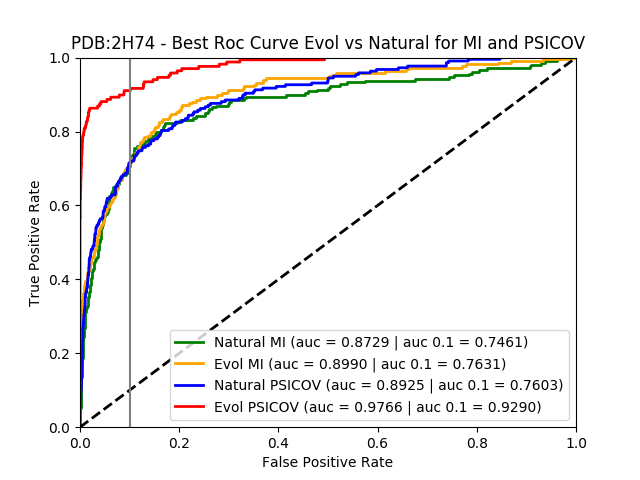 PDB:2H74 - Best Roc Curve Evol vs Natural for MI and PSICOV
1.0
0.8
0.6
0.4
0.2
0.0
True Positive Rate
Natural MI (auc = 0.8729 | auc 0.1 = 0.7461)
Evol MI (auc = 0.8990 | auc 0.1 = 0.7631)
Natural PSICOV (auc = 0.8925 | auc 0.1 = 0.7603)
Evol PSICOV (auc = 0.9766 | auc 0.1 = 0.9290)
0.0 0.2 0.4 0.6 0.8 1.0
False Positive Rate